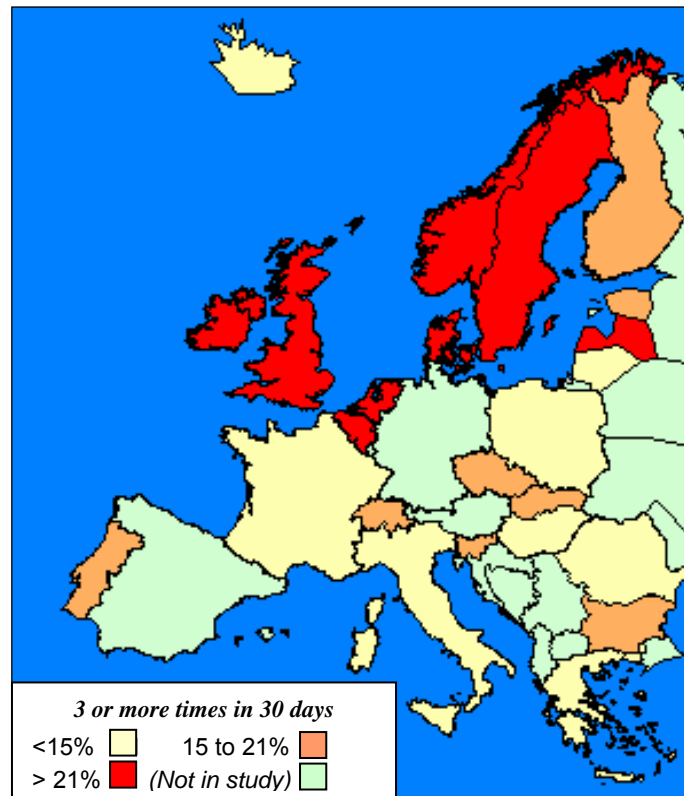 3 or more times in 30 days
<15% 15 to 21%
> 21% (Not in study)